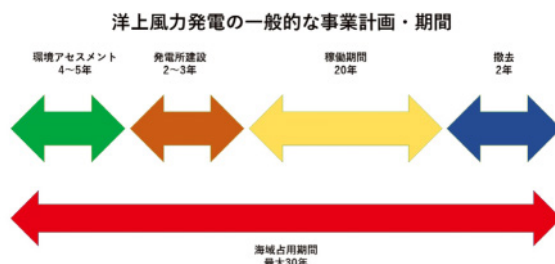 洋上風力発電の一般的な事業計画・期間
環境アセスメント
4〜5年
発電所建設
2〜3年
稼働期間
20年
撤去
2年
海域占用期間
最大30年